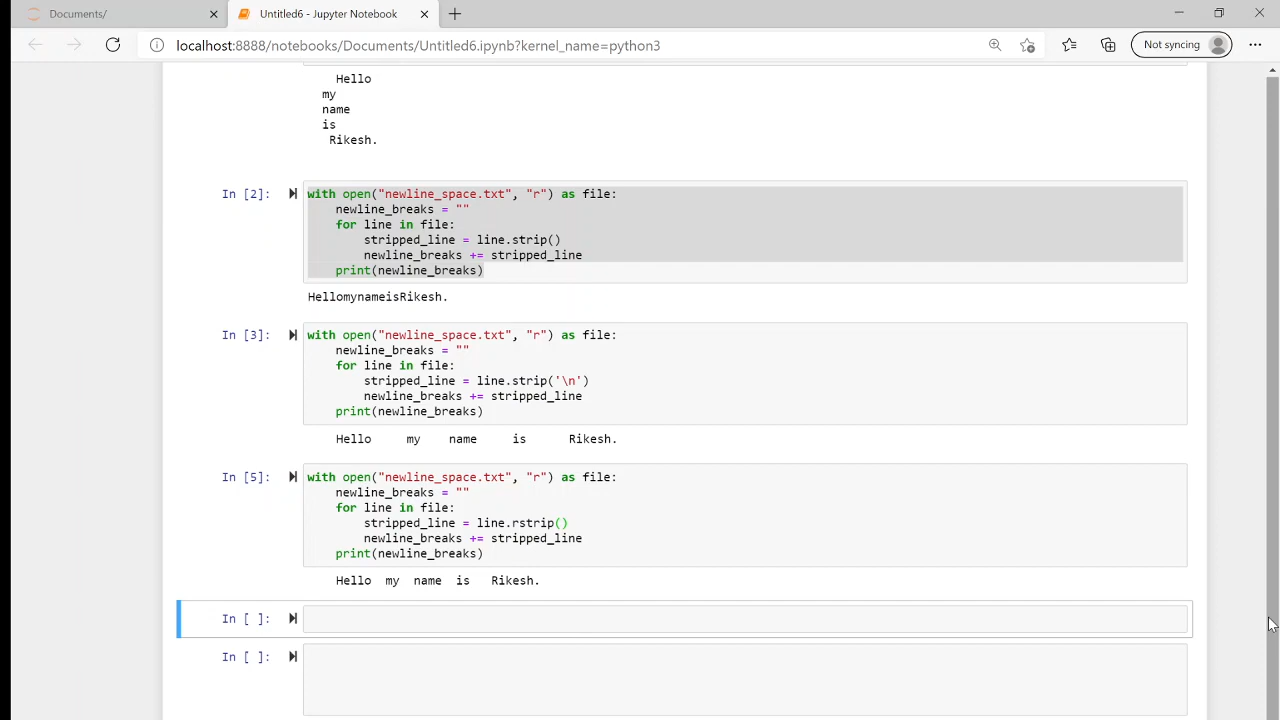 Documents/
Untitled6 - Jupyter Notebook
localhost:8888/notebooks/Documents/Untitled6.ipynb?kernel_name=python3
Not syncing
Hello
my
name
is
Rikesh.
In [2]:
with open("newline_space.txt", "r") as file:
    newline_breaks = ""
    for line in file:
        stripped_line = line.strip()
        newline_breaks += stripped_line
    print(newline_breaks)
HellomynameisRikesh.
In [3]:
with open("newline_space.txt", "r") as file:
    newline_breaks = ""
    for line in file:
        stripped_line = line.strip('\n')
        newline_breaks += stripped_line
    print(newline_breaks)
    Hello     my    name     is      Rikesh.
In [5]:
with open("newline_space.txt", "r") as file:
    newline_breaks = ""
    for line in file:
        stripped_line = line.rstrip()
        newline_breaks += stripped_line
    print(newline_breaks)
    Hello  my  name  is   Rikesh.
In [ ]:
In [ ]: